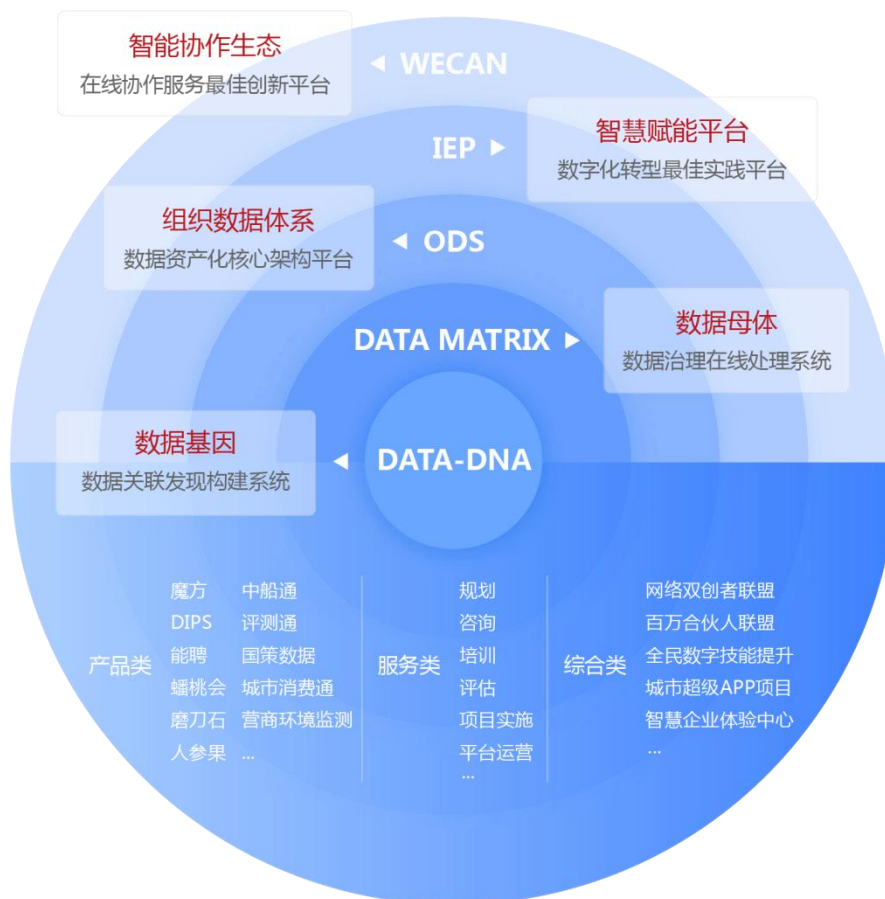 智能协作生态
在线协作服务最佳创新平台
WECAN
IEP
智慧赋能平台
数字化转型最佳实践平台
组织数据体系
数据资产化核心架构平台
ODS
DATA MATRIX
数据母体
数据治理在线处理系统
数据基因
数据关联发现构建系统
DATA-DNA
产品类
魔方
DIPS
能聘
蟠桃会
磨刀石
人参果
中船通
评测通
国策数据
城市消费通
营商环境监测
...
服务类
规划
咨询
培训
评估
项目实施
平台运营
...
综合类
网络双创者联盟
百万合伙人联盟
全民数字技能提升
城市超级APP项目
智慧企业体验中心
...